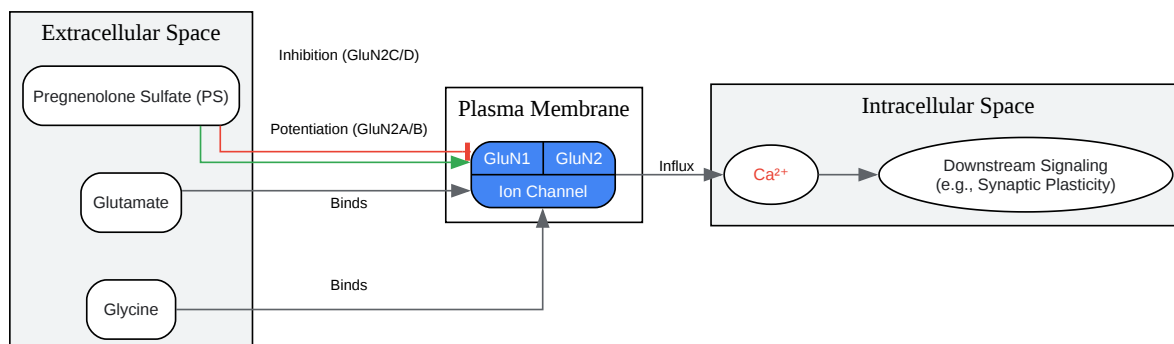 Extracellular Space
Inhibition (GluN2C/D)
Pregnenolone Sulfate (PS)
Potentiation (GluN2A/B)
Glutamate
Binds
Glycine
Binds
Plasma Membrane
GluN1
GluN2
Ion Channel
Influx
Intracellular Space
Ca²⁺
Downstream Signaling
(e.g., Synaptic Plasticity)